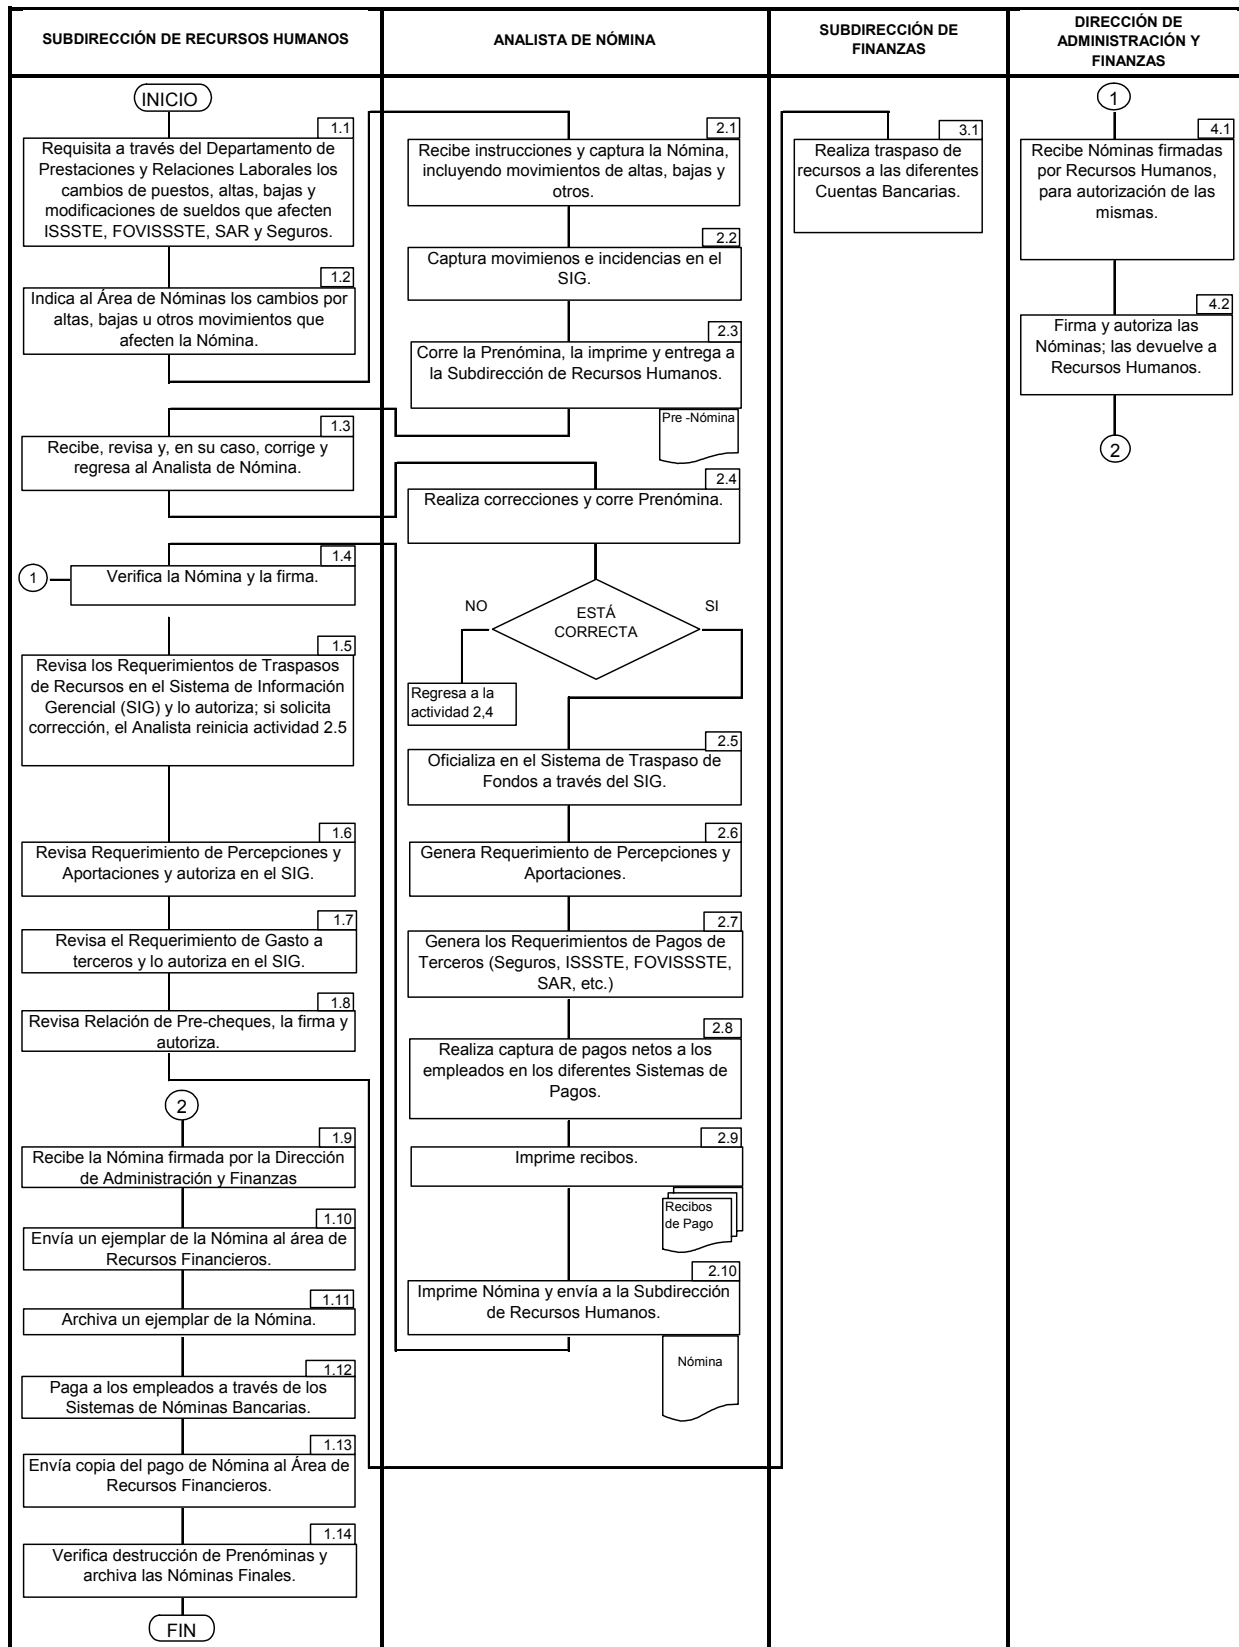 SUBDIRECCIÓN DE RECURSOS HUMANOS
ANALISTA DE NÓMINA
SUBDIRECCIÓN DE
FINANZAS
DIRECCIÓN DE
ADMINISTRACIÓN Y
FINANZAS
INICIO
1.1
Requisita a través del Departamento de
Prestaciones y Relaciones Laborales los
cambios de puestos, altas, bajas y
modificaciones de sueldos que afecten
ISSSTE, FOVISSSTE, SAR y Seguros.
1.2
Indica al Área de Nóminas los cambios por
altas, bajas u otros movimientos que
afecten la Nómina.
1.3
Recibe, revisa y, en su caso, corrige y
regresa al Analista de Nómina.
1.4
1
Verifica la Nómina y la firma.
1.5
Revisa los Requerimientos de Traspasos
de Recursos en el Sistema de Información
Gerencial (SIG) y lo autoriza; si solicita
corrección, el Analista reinicia actividad 2.5
1.6
Revisa Requerimiento de Percepciones y
Aportaciones y autoriza en el SIG.
1.7
Revisa el Requerimiento de Gasto a
terceros y lo autoriza en el SIG.
1.8
Revisa Relación de Pre-cheques, la firma y
autoriza.
2
1.9
Recibe la Nómina firmada por la Dirección
de Administración y Finanzas
1.10
Envía un ejemplar de la Nómina al área de
Recursos Financieros.
1.11
Archiva un ejemplar de la Nómina.
1.12
Paga a los empleados a través de los
Sistemas de Nóminas Bancarias.
1.13
Envía copia del pago de Nómina al Área de
Recursos Financieros.
1.14
Verifica destrucción de Prenóminas y
archiva las Nóminas Finales.
FIN
2.1
Recibe instrucciones y captura la Nómina,
incluyendo movimientos de altas, bajas y
otros.
2.2
Captura movimienos e incidencias en el
SIG.
2.3
Corre la Prenómina, la imprime y entrega a
la Subdirección de Recursos Humanos.
Pre -Nómina
2.4
Realiza correcciones y corre Prenómina.
NO
ESTÁ
CORRECTA
SI
Regresa a la
actividad 2,4
2.5
Oficializa en el Sistema de Traspaso de
Fondos a través del SIG.
2.6
Genera Requerimiento de Percepciones y
Aportaciones.
2.7
Genera los Requerimientos de Pagos de
Terceros (Seguros, ISSSTE, FOVISSSTE,
SAR, etc.)
2.8
Realiza captura de pagos netos a los
empleados en los diferentes Sistemas de
Pagos.
2.9
Imprime recibos.
Recibos
de Pago
2.10
Imprime Nómina y envía a la Subdirección
de Recursos Humanos.
Nómina
3.1
Realiza traspaso de
recursos a las diferentes
Cuentas Bancarias.
1
4.1
Recibe Nóminas firmadas
por Recursos Humanos,
para autorización de las
mismas.
4.2
Firma y autoriza las
Nóminas; las devuelve a
Recursos Humanos.
2